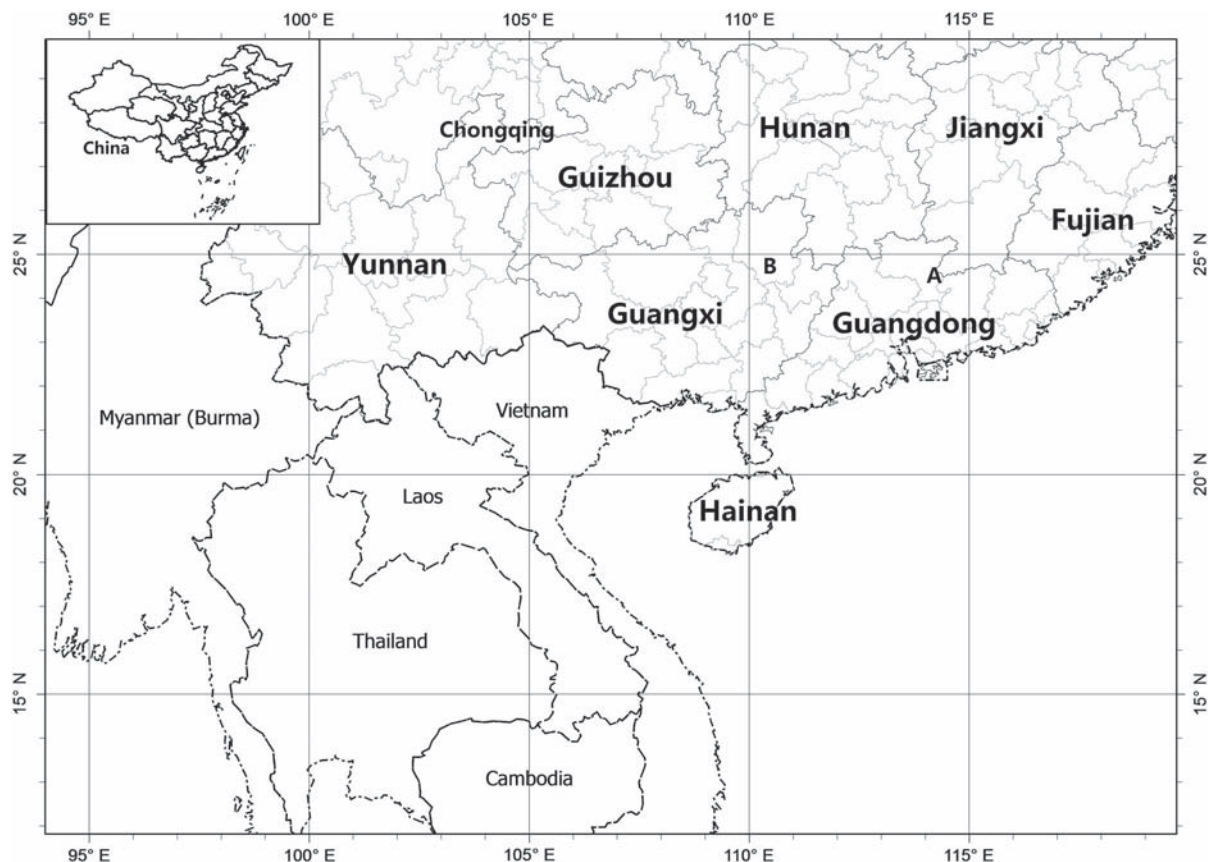 95° E 100° E 105° E 110° E 115° E
China
Chongqing
Hunan
Jiangxi
Guizhou
Fujian
25° N
25° N
Yunnan
B
A
Guangxi
Guangdong
Myanmar (Burma)
Vietnam
20° N
20° N
Laos
Hainan
Thailand
15° N
15° N
Cambodia
95° E 100° E 105° E 110° E 115° E